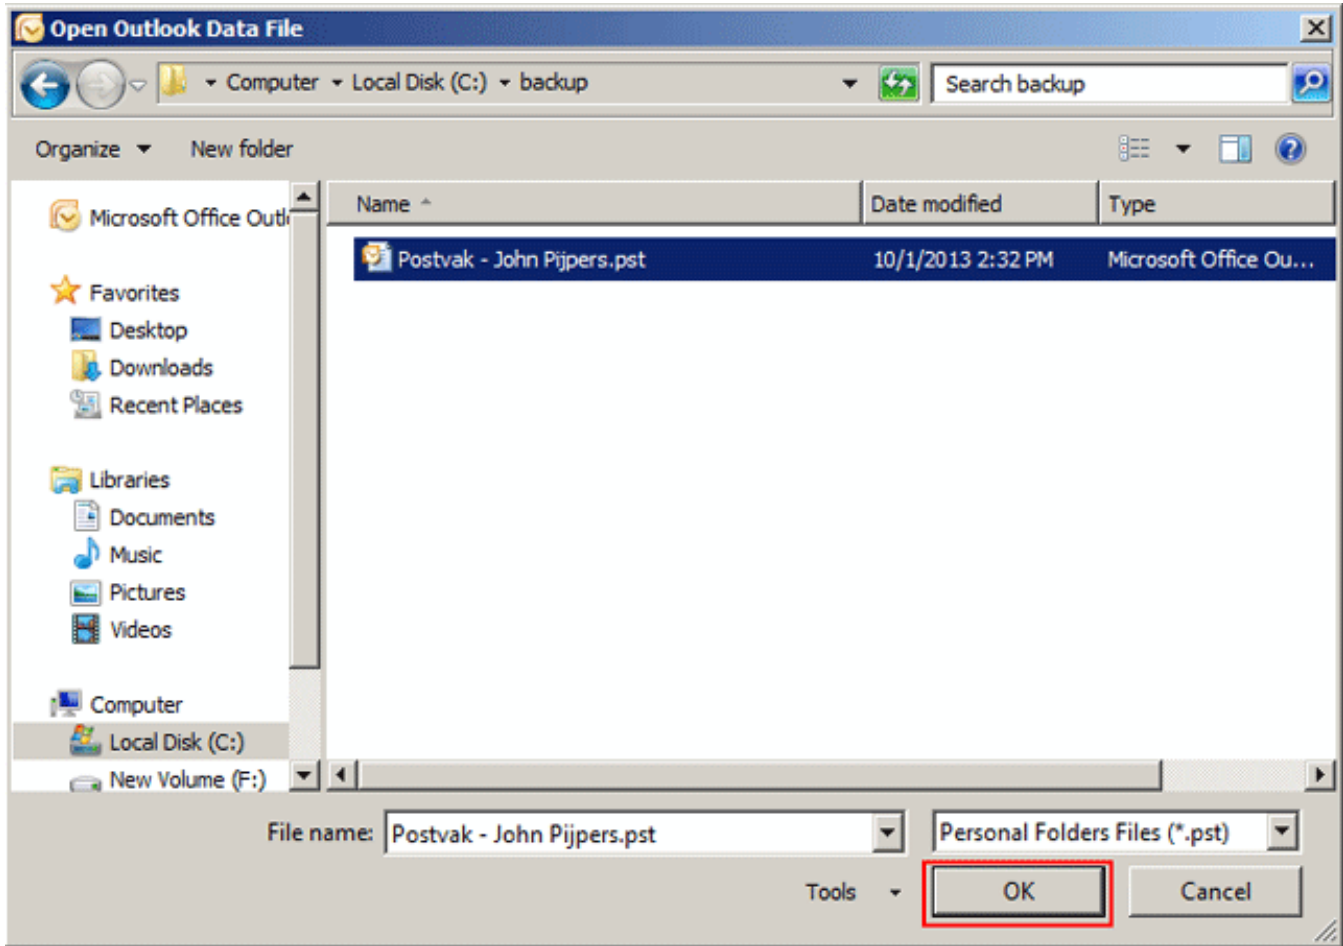 Open Outlook Data File
Computer Local Disk (C:) backup
Search backup
Organize New folder
Microsoft Office Outl
Favorites
Desktop
Downloads
Recent Places
Libraries
Documents
Music
Pictures
Videos
Computer
Local Disk (C:)
New Volume (F:)
Name Date modified Type
Postvak - John Pijpers.pst 10/1/2013 2:32 PM Microsoft Office Ou...
File name: Postvak - John Pijpers.pst Personal Folders Files (*.pst)
Tools OK Cancel